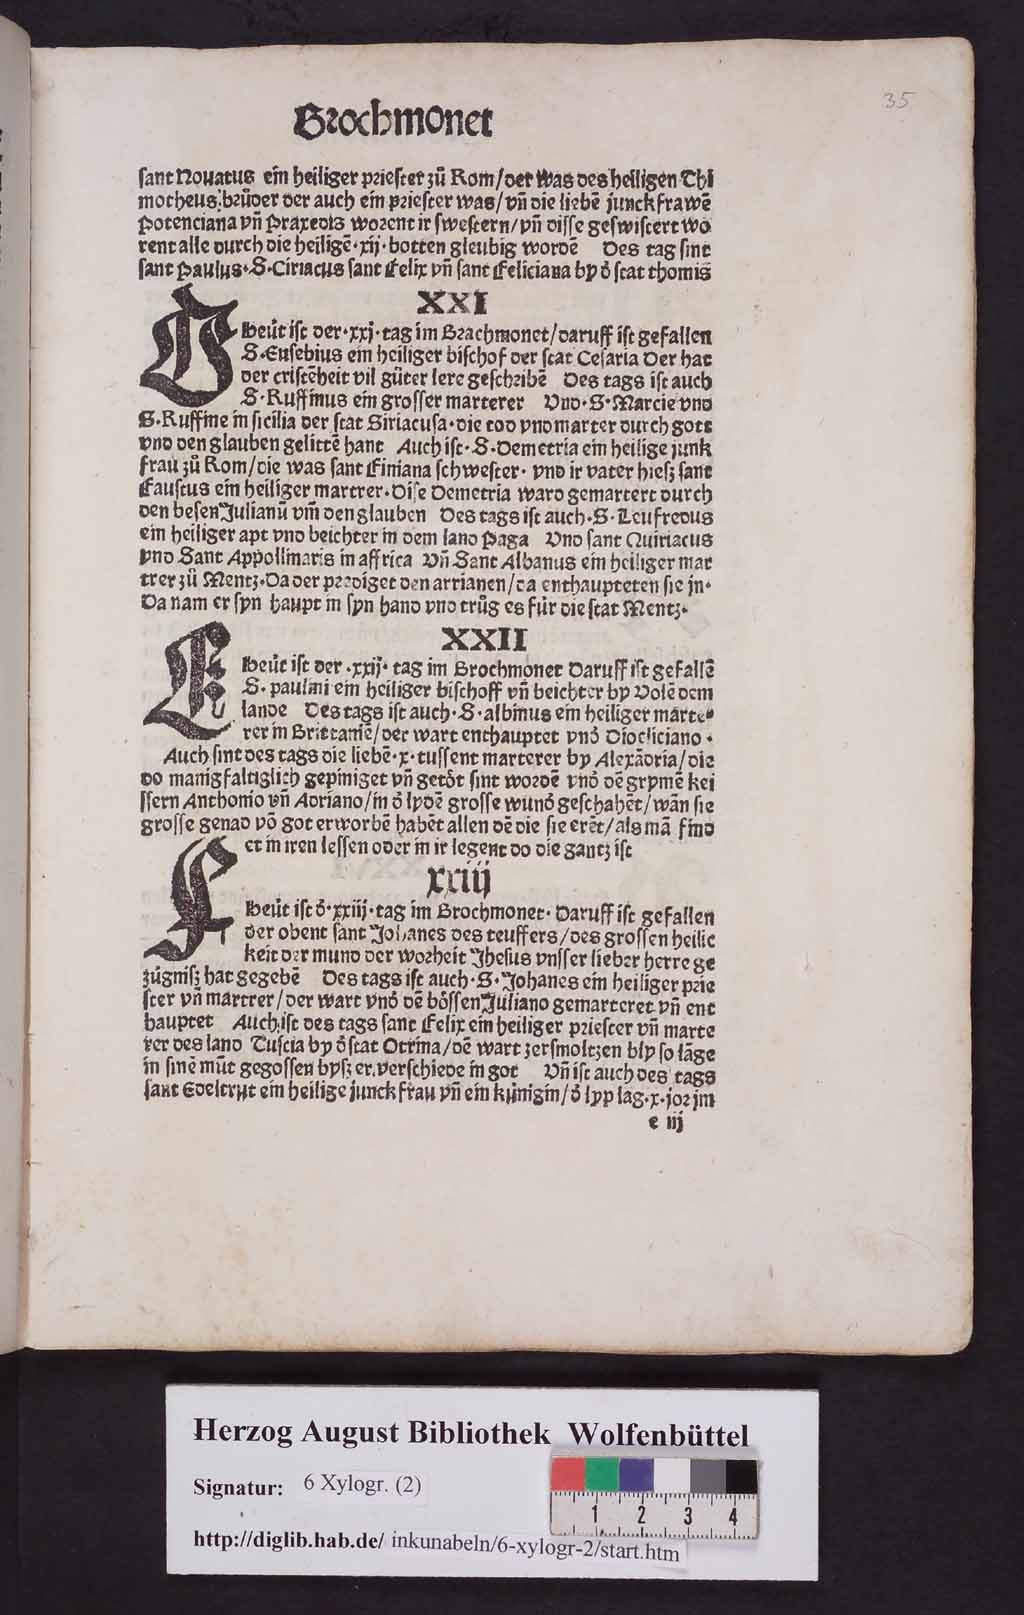 35
Brochmonet
sant Nouatus ein heiliger priester zů Rom/der was des heiligen Thi
motheus brůder der auch ein priester was/vñ die liebē junckfrawē
Potenciana vñ Praxedis worent ir swestern/vñ disse geswistert wo
rent alle durch die heiligē·xij·botten gleubig wordē Des tag sint
sant Paulus·S·Ciriacus sant Felix vñ sant Feliciana by d̕ stat thomis
XXI
D Heüt ist der·xxj·tag im Brachmonet/daruff ist gefallen
S·Eusebius ein heiliger bischof der stat Cesaria Der hat
der cristēheit vil gůter lere geschribē Des tags ist auch
S·Ruffinus ein grosser marterer Vnd·S·Marcie vnd
S·Ruffine in sicilia der stat Siriacusa·die tod vnd marter durch gots
vnd den glauben gelittē hant Auch ist·S·Demetria ein heilige junk
frau zů Rom/die was sant Finiana schwester· vnd ir vater hiesz sant
Faustus ein heiliger martrer·Dise Demetria ward gemartert durch
den besen Julianū vm̄ den glauben Des tags ist auch·S·Leufredus
ein heiliger apt vnd beichter in dem land Paga Vnd sant Quiriacus
vnd Sant Appollinaris in affrica Vñ Sant Albanus ein heiliger mar
trer zů Mentz·Da der prediget den arrianen/da enthaupteten sie jn·
Da nam er syn haupt in syn hand vnd trůg es für die stat Mentz·
XXII
E Heüt ist der·xxij·tag im Brochmonet Daruff ist gefallē
S·paulini ein heiliger bischoff vñ beichter by Volē dem
lande Des tags ist auch·S·albinus ein heiliger marte
rer in Brittaniē/der wart enthauptet vnd̕ Diocliciano·
Auch sint des tags die liebē·x·tussent marterer by Alexādria/die
do manigfaltiglich gepiniget vñ getöt sint wordē vnd̕ dē grymē kei
ssern Anthonio vñ Adriano/in d̕ lydē grosse wund̕ geschahēt/wān sie
grosse genad vō got erworbē habēt allen dē die sie erēt/als mā find
et in iren lessen oder in ir legent do die gantz ist
xxiij
F Heüt ist d̕·xxiij·tag im Brochmonet·Daruff ist gefallen
der obent sant Johanes des teuffers/des grossen heilic
keit der mund der worheit Jhesus vnsser lieber herre ge
zügnisz hat gegebē Des tags ist auch·S·Johanes ein heiliger prie
ster vñ martrer/der wart vnd̕ dē bössen Juliano gemarteret vñ ent
hauptet Auch ist des tags sant Felix ein heiliger priester vñ marte
rer des land Tuscia by d̕ stat Otrina/dē wart zersmoltzen bly so lāge
in sinē mūt gegossen bysz er verschiede in got Vñ ist auch des tags
sant Edeltrut ein heilige junckfrau vñ ein künigin/d̕ lyp lag·x·jor jm
e iij
Herzog August Bibliothek Wolfenbüttel
Signatur: 6 Xylogr. (2)
1 2 3 4
http://diglib.hab.de/ inkunabeln/6-xylogr-2/start.htm